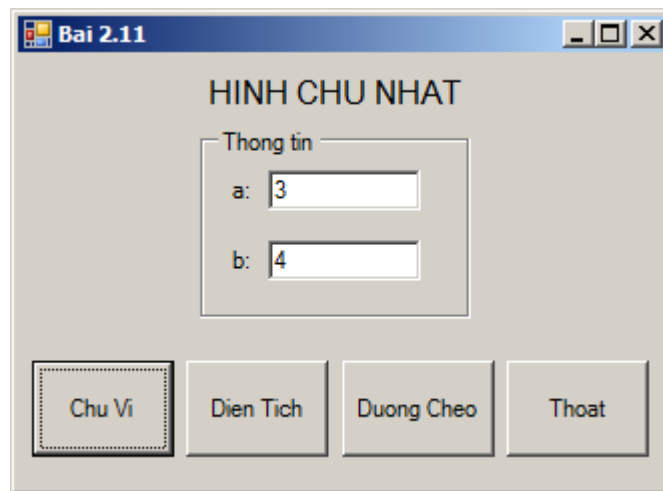 Bai 2.11
HINH CHU NHAT
Thong tin
a: 3
b: 4
Chu Vi Dien Tich Duong Cheo Thoat